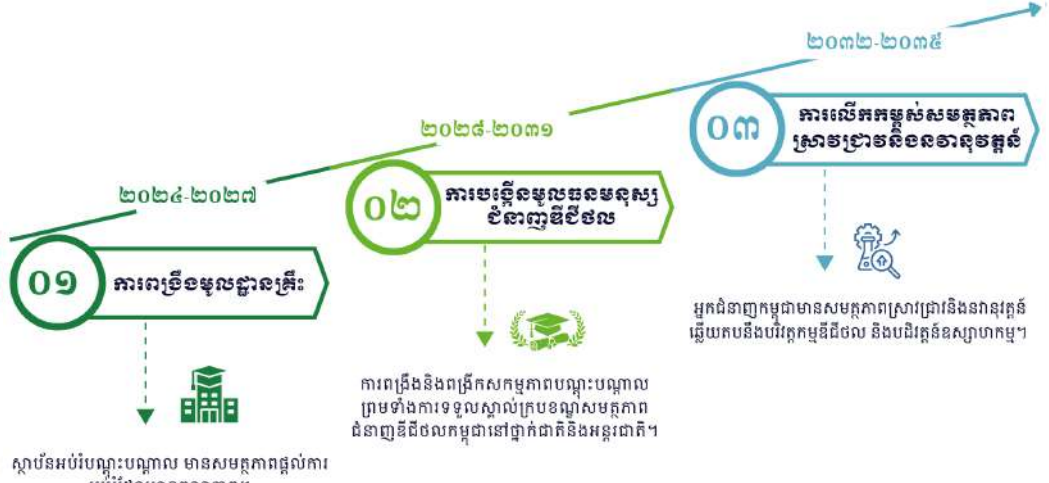 ២០២៤-២០២៧
០១
ការពង្រឹងមូលដ្ឋានគ្រឹះ
ស្ថាប័នអប់រំបណ្តុះបណ្តាល មានសមត្ថភាពផ្តល់ការ
២០២៨-២០៣១
០២
ការបង្កើនមូលធនមនុស្ស
ជំនាញឌីជីថល
ការពង្រឹងនិងពង្រីកសកម្មភាពបណ្តុះបណ្តាល
ព្រមទាំងការទទួលស្គាល់ក្របខណ្ឌសមត្ថភាព
ជំនាញឌីជីថលកម្ពុជានៅថ្នាក់ជាតិនិងអន្តរជាតិ។
២០៣២-២០៣៥
០៣
ការលើកកម្ពស់សមត្ថភាព
ស្រាវជ្រាវនិងនវានុវត្តន៍
អ្នកជំនាញកម្ពុជាមានសមត្ថភាពស្រាវជ្រាវនិងនវានុវត្តន៍
ឆ្លើយតបនឹងបរិវត្តកម្មឌីជីថល និងបដិវត្តន៍ឧស្សាហកម្ម។